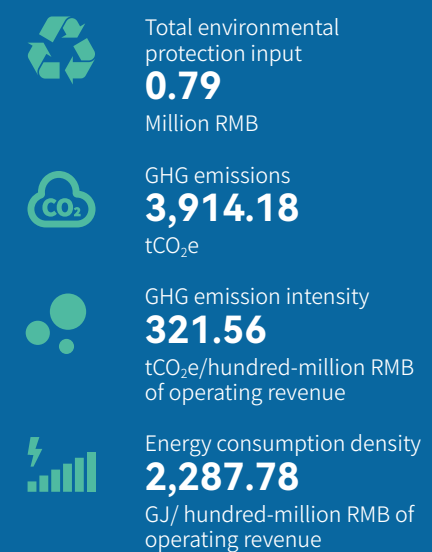 Total environmental
protection input
0.79
Million RMB
CO₂
GHG emissions
3,914.18
tCO₂e
GHG emission intensity
321.56
tCO₂e/hundred-million RMB
of operating revenue
Energy consumption density
2,287.78
GJ/ hundred-million RMB of
operating revenue